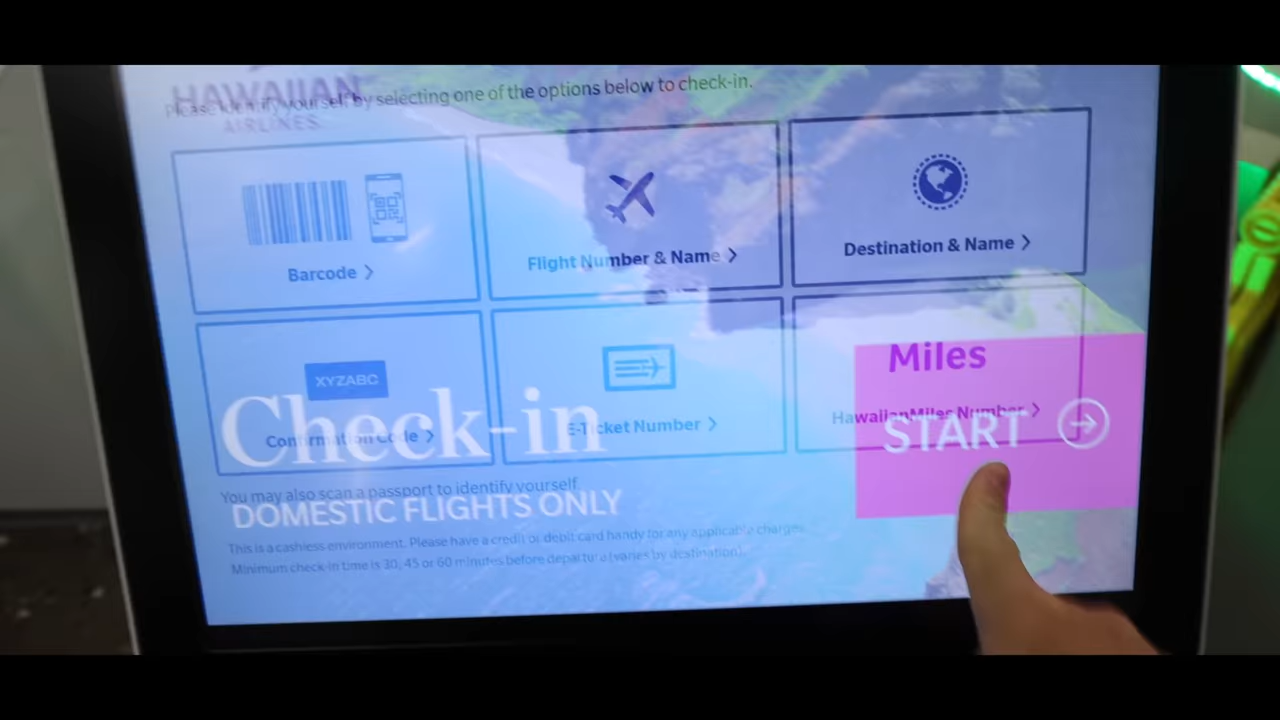 HAWAIIAN
AIRLINES
Please identify yourself by selecting one of the options below to check-in.
Barcode
Flight Number & Name
Destination & Name
XYZABC
Confirmation Code
E-Ticket Number
Miles
HawaiianMiles Number
Check-in
START
You may also scan a passport to identify yourself.
DOMESTIC FLIGHTS ONLY
This is a cashless environment. Please have a credit or debit card handy for any applicable charges.
Minimum check-in time is 30, 45 or 60 minutes before departure (varies by destination).